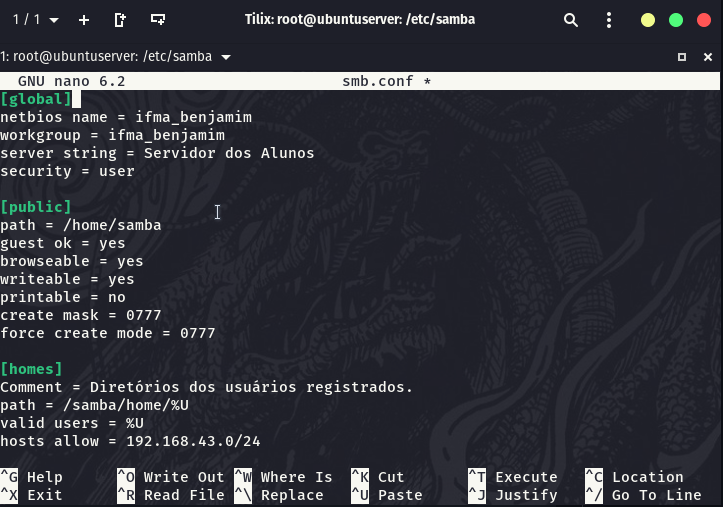 1 / 1
Tilix: root@ubuntuserver: /etc/samba
1: root@ubuntuserver: /etc/samba
GNU nano 6.2 smb.conf *
[global]
netbios name = ifma_benjamim
workgroup = ifma_benjamim
server string = Servidor dos Alunos
security = user
[public]
path = /home/samba
guest ok = yes
browseable = yes
writeable = yes
printable = no
create mask = 0777
force create mode = 0777
[homes]
Comment = Diretórios dos usuários registrados.
path = /samba/home/%U
valid users = %U
hosts allow = 192.168.43.0/24
^G Help ^O Write Out ^W Where Is ^K Cut ^T Execute ^C Location
^X Exit ^R Read File ^\ Replace ^U Paste ^J Justify ^/ Go To Line